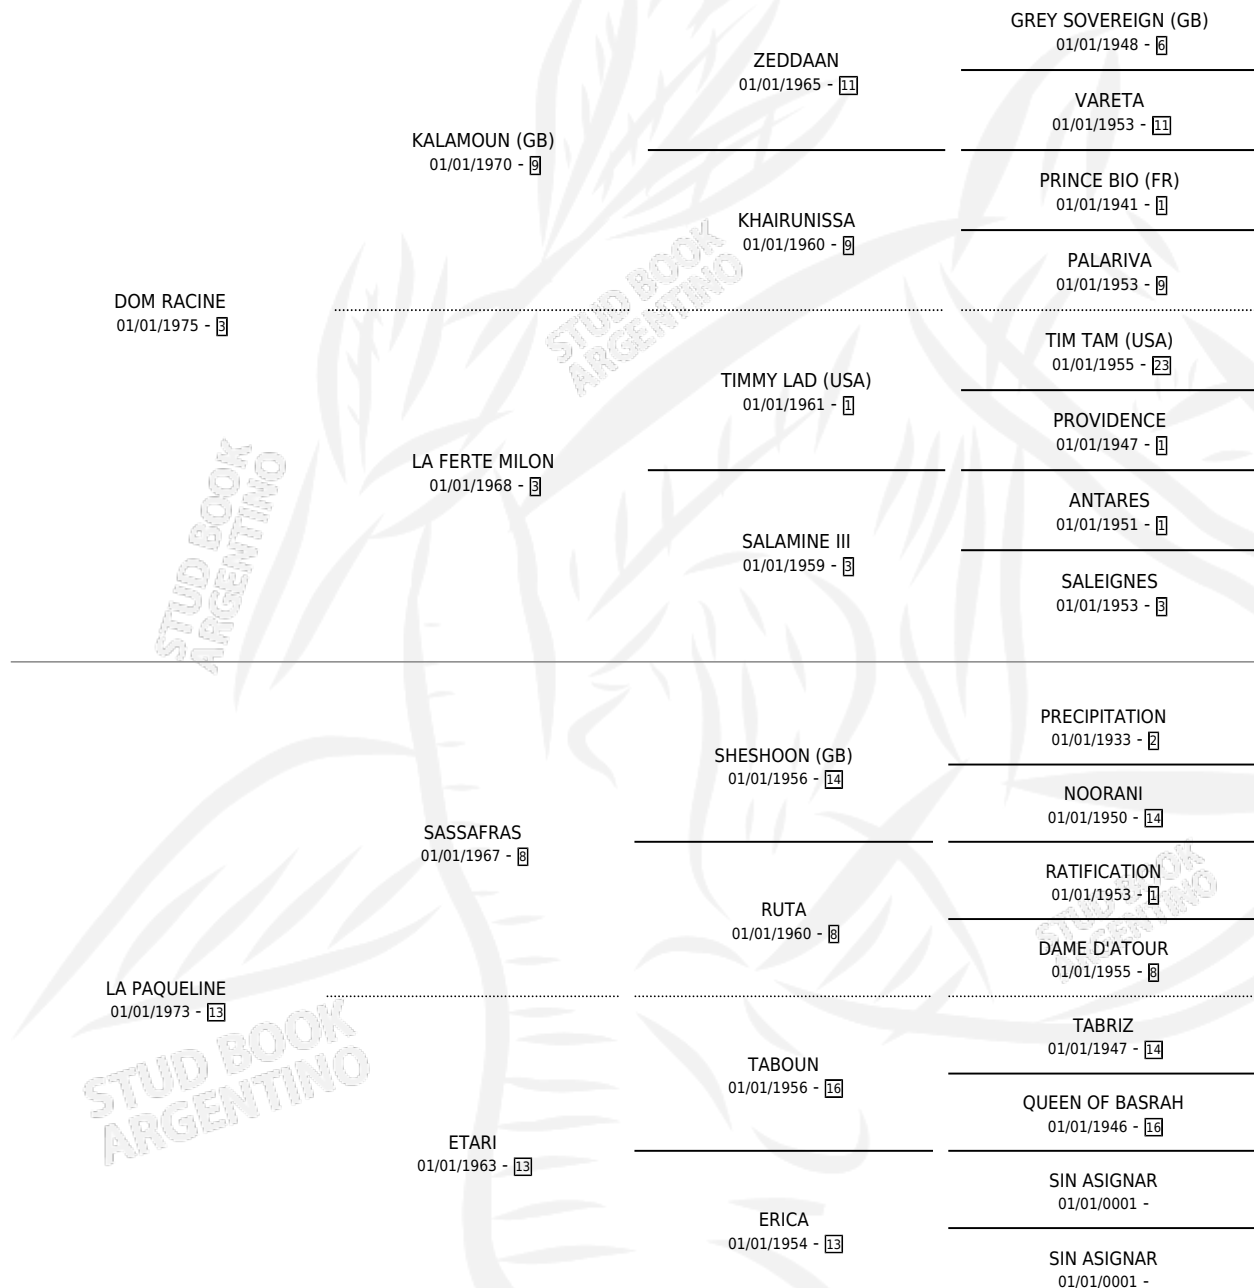 GREY SOVEREIGN (GB)
01/01/1948 - 6
ZEDDAAN
01/01/1965 - 11
VARETA
01/01/1953 - 11
KALAMOUN (GB)
01/01/1970 - 9
PRINCE BIO (FR)
01/01/1941 - 1
KHAIRUNISSA
01/01/1960 - 9
PALARIVA
01/01/1953 - 9
DOM RACINE
01/01/1975 - 3
TIM TAM (USA)
01/01/1955 - 23
TIMMY LAD (USA)
01/01/1961 - 1
PROVIDENCE
01/01/1947 - 1
LA FERTE MILON
01/01/1968 - 3
ANTARES
01/01/1951 - 1
SALAMINE III
01/01/1959 - 3
SALEIGNES
01/01/1953 - 3
STUD BOOK
ARGENTINO
STUD BOOK
ARGENTINO
PRECIPITATION
01/01/1933 - 2
SHESHOON (GB)
01/01/1956 - 14
NOORANI
01/01/1950 - 14
SASSAFRAS
01/01/1967 - 8
RATIFICATION
01/01/1953 - 1
RUTA
01/01/1960 - 8
DAME D'ATOUR
01/01/1955 - 8
STUD BOOK
ARGENTINO
LA PAQUELINE
01/01/1973 - 13
TABRIZ
01/01/1947 - 14
TABOUN
01/01/1956 - 16
QUEEN OF BASRAH
01/01/1946 - 16
STUD BOOK
ARGENTINO
ETARI
01/01/1963 - 13
SIN ASIGNAR
01/01/0001 -
ERICA
01/01/1954 - 13
SIN ASIGNAR
01/01/0001 -